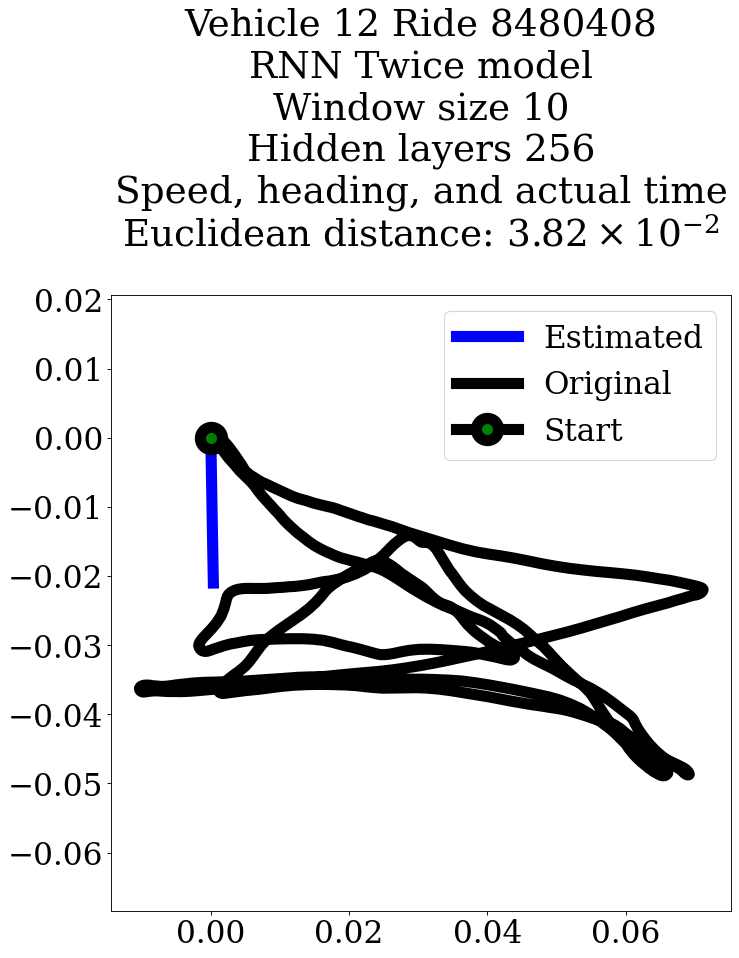 Vehicle 12 Ride 8480408
RNN Twice model
Window size 10
Hidden layers 256
Speed, heading, and actual time
Euclidean distance: 3.82 × 10⁻²
0.02
0.01
0.00
−0.01
−0.02
−0.03
−0.04
−0.05
−0.06
Estimated
Original
Start
0.00 0.02 0.04 0.06